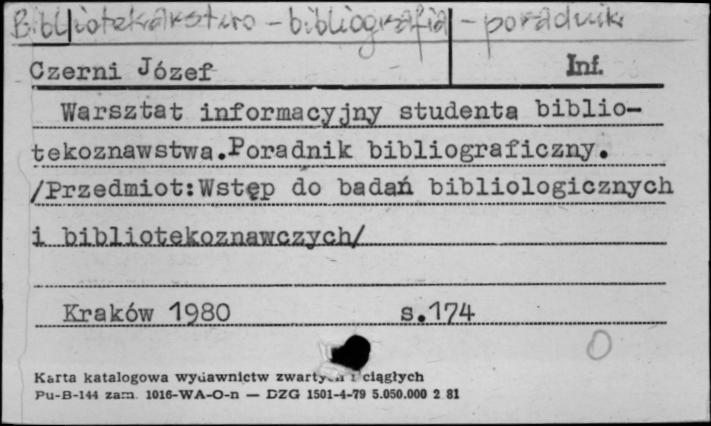 Bibliotekarstwo - bibliografia - poradnik
Czerni Józef
Inf.
Warsztat informacyjny studenta biblio-
tekoznawstwa.Poradnik bibliograficzny.
/Przedmiot:Wstęp do badań bibliologicznych
i bibliotekoznawczych/
Kraków 1980 s.174
O
Karta katalogowa wydawnictw zwartych i ciągłych
Pu-B-144 zam. 1016-WA-O-n — DZG 1501-4-79 5.050.000 2 81